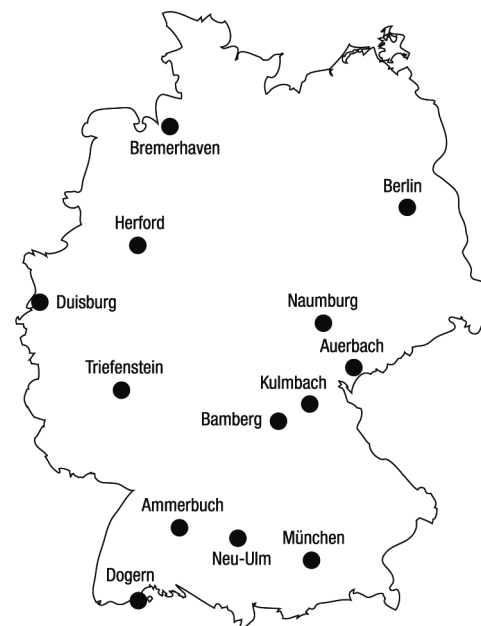 Bremerhaven
Berlin
Herford
Duisburg
Naumburg
Auerbach
Triefenstein
Kulmbach
Bamberg
Ammerbuch
Neu-Ulm
München
Dogern